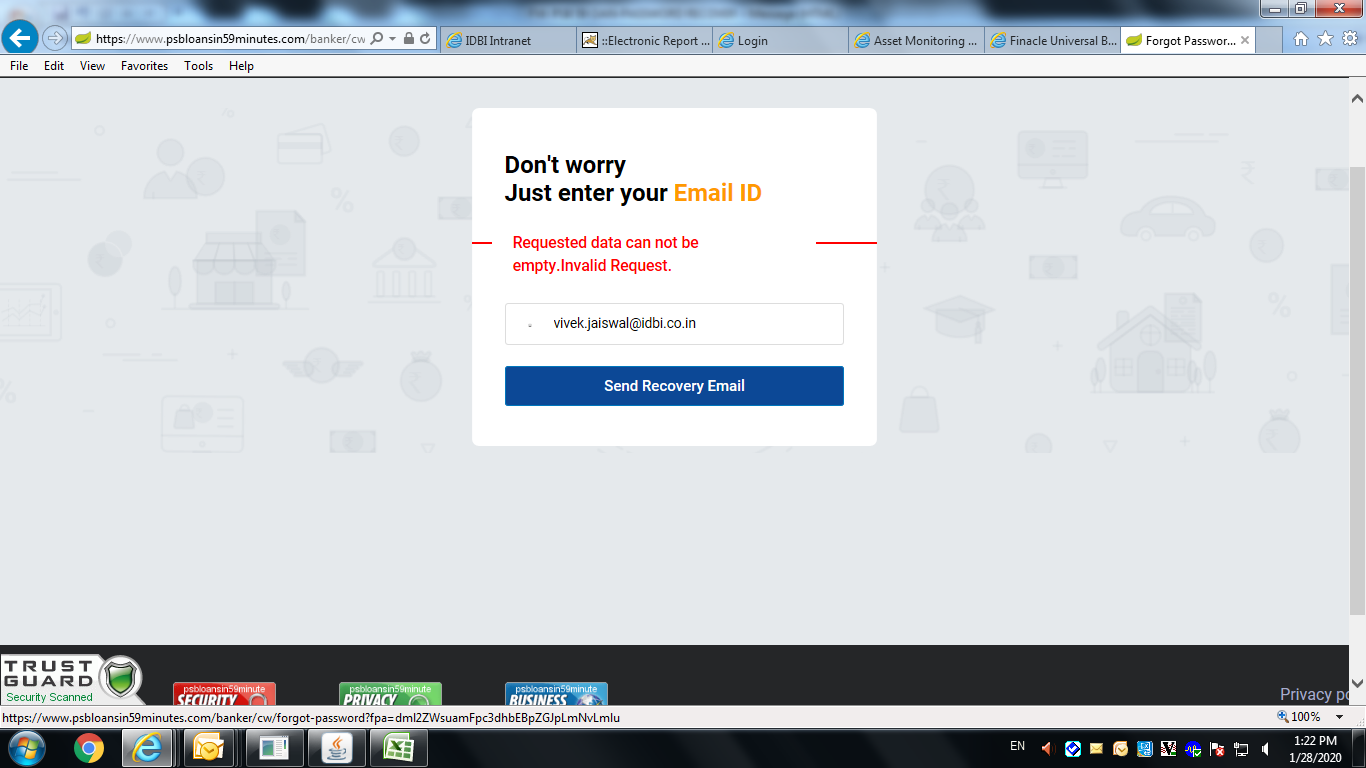 https://www.psbloansin59minutes.com/banker/cw
IDBI Intranet
::Electronic Report ...
Login
Asset Monitoring ...
Finacle Universal B...
Forgot Passwor...
File Edit View Favorites Tools Help
Don't worry
Just enter your Email ID
Requested data can not be
empty.Invalid Request.
vivek.jaiswal@idbi.co.in
Send Recovery Email
TRUST
GUARD
Security Scanned
psbloansin59minute
SECURITY
psbloansin59minute
PRIVACY
psbloansin59minute
BUSINESS
Privacy po
https://www.psbloansin59minutes.com/banker/cw/forgot-password?fpa=dml2ZWsuamFpc3dhbEBpZGJpLmNvLmlu
100%
EN
1:22 PM
1/28/2020